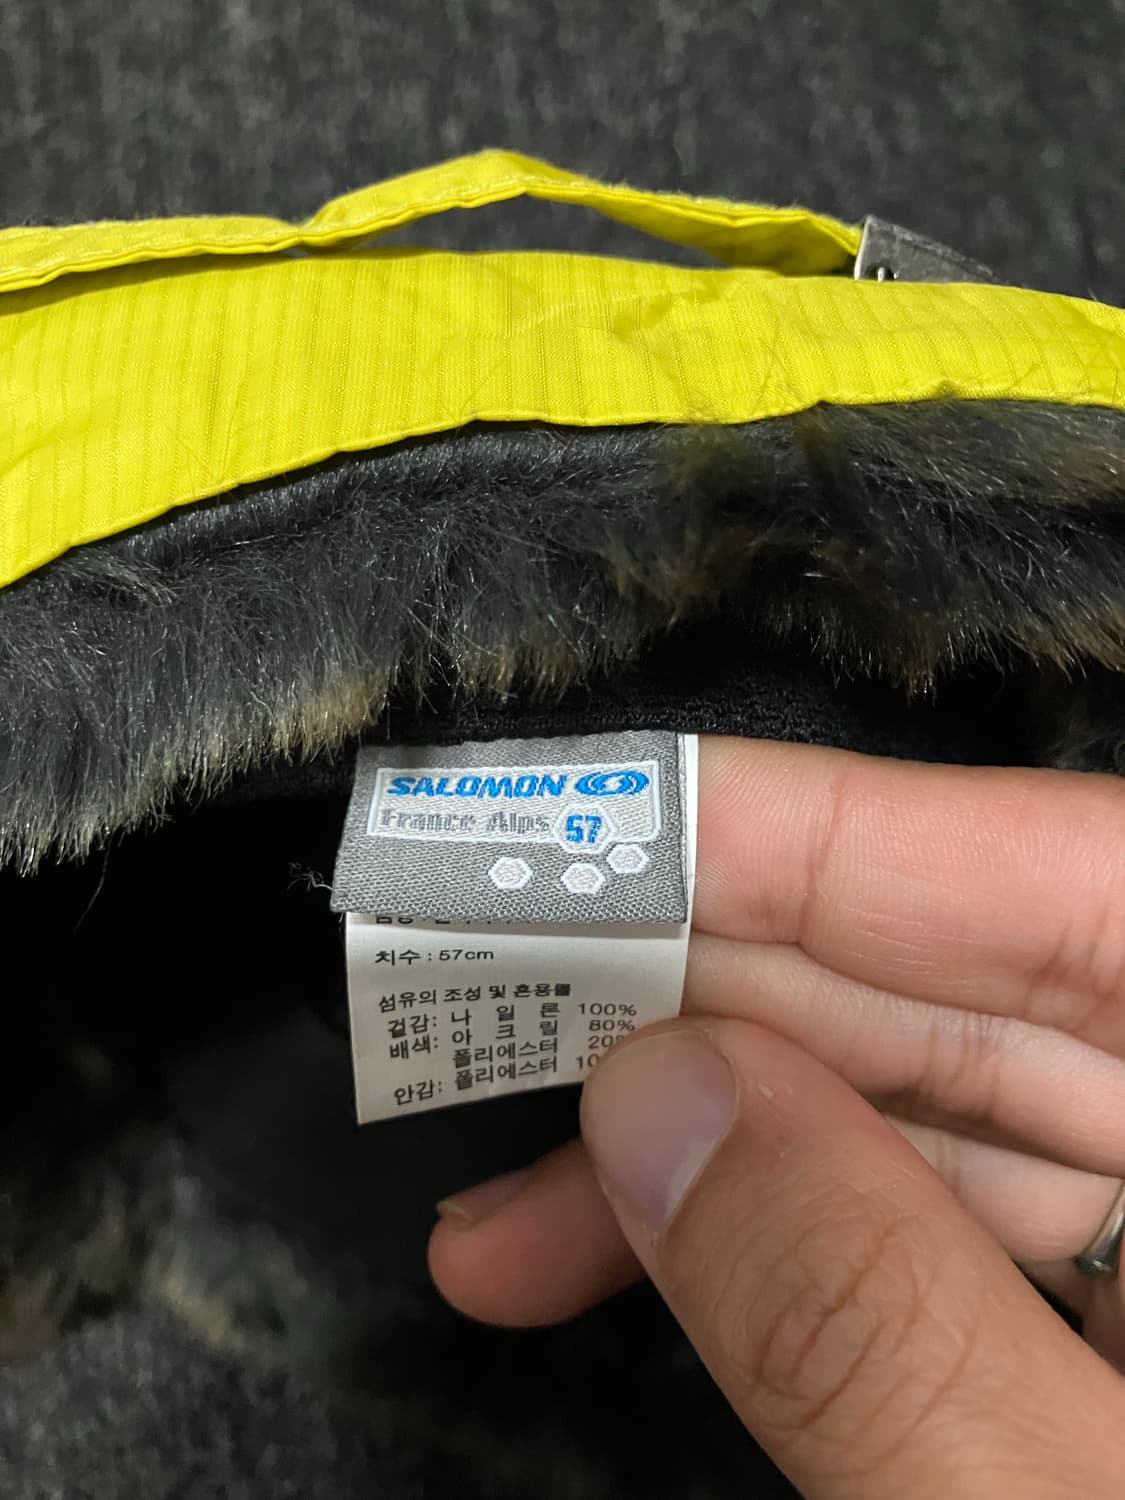 SALOMON
France Alps 57
치수 : 57cm
섬유의 조성 및 혼용률
겉감: 나 일 론 100%
배색: 아 크 릴 80%
폴리에스터 20%
안감: 폴리에스터